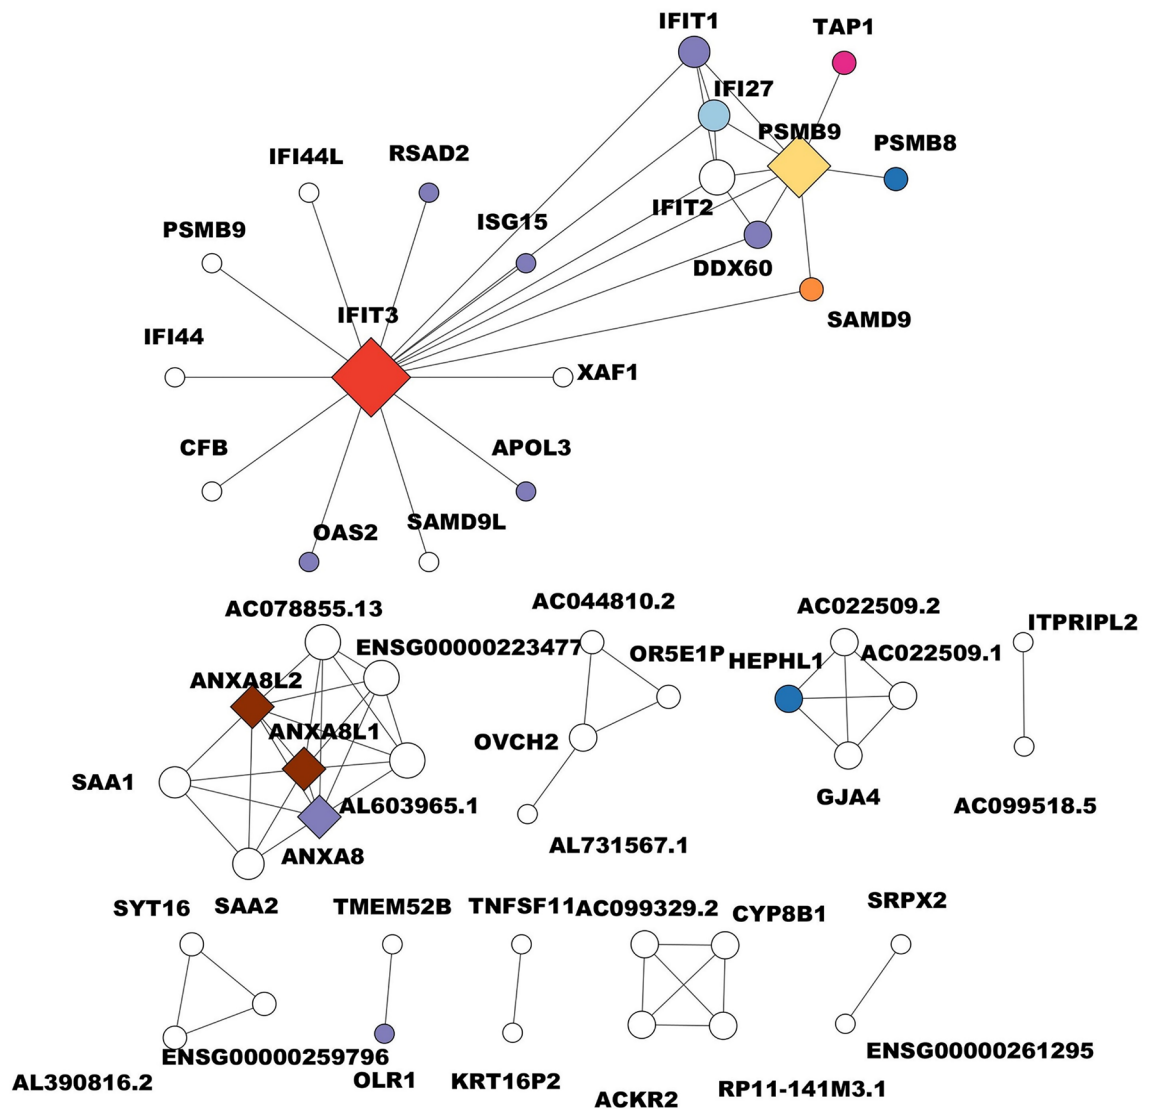 IFIT1
TAP1
IFI27
PSMB9
PSMB8
IFI44L
RSAD2
ISG15
IFIT2
PSMB9
DDX60
IFIT3
SAMD9
IFI44
XAF1
CFB
APOL3
OAS2
SAMD9L
AC078855.13
AC044810.2
AC022509.2
ITPRIPL2
ENSG00000223477
OR5E1P
HEPHL1
AC022509.1
ANXA8L2
ANXA8L1
OVCH2
SAA1
AL603965.1
GJA4
AC099518.5
ANXA8
AL731567.1
SYT16
SAA2
TMEM52B
TNFSF11
AC099329.2
CYP8B1
SRPX2
ENSG00000259796
ENSG00000261295
AL390816.2
OLR1
KRT16P2
ACKR2
RP11-141M3.1